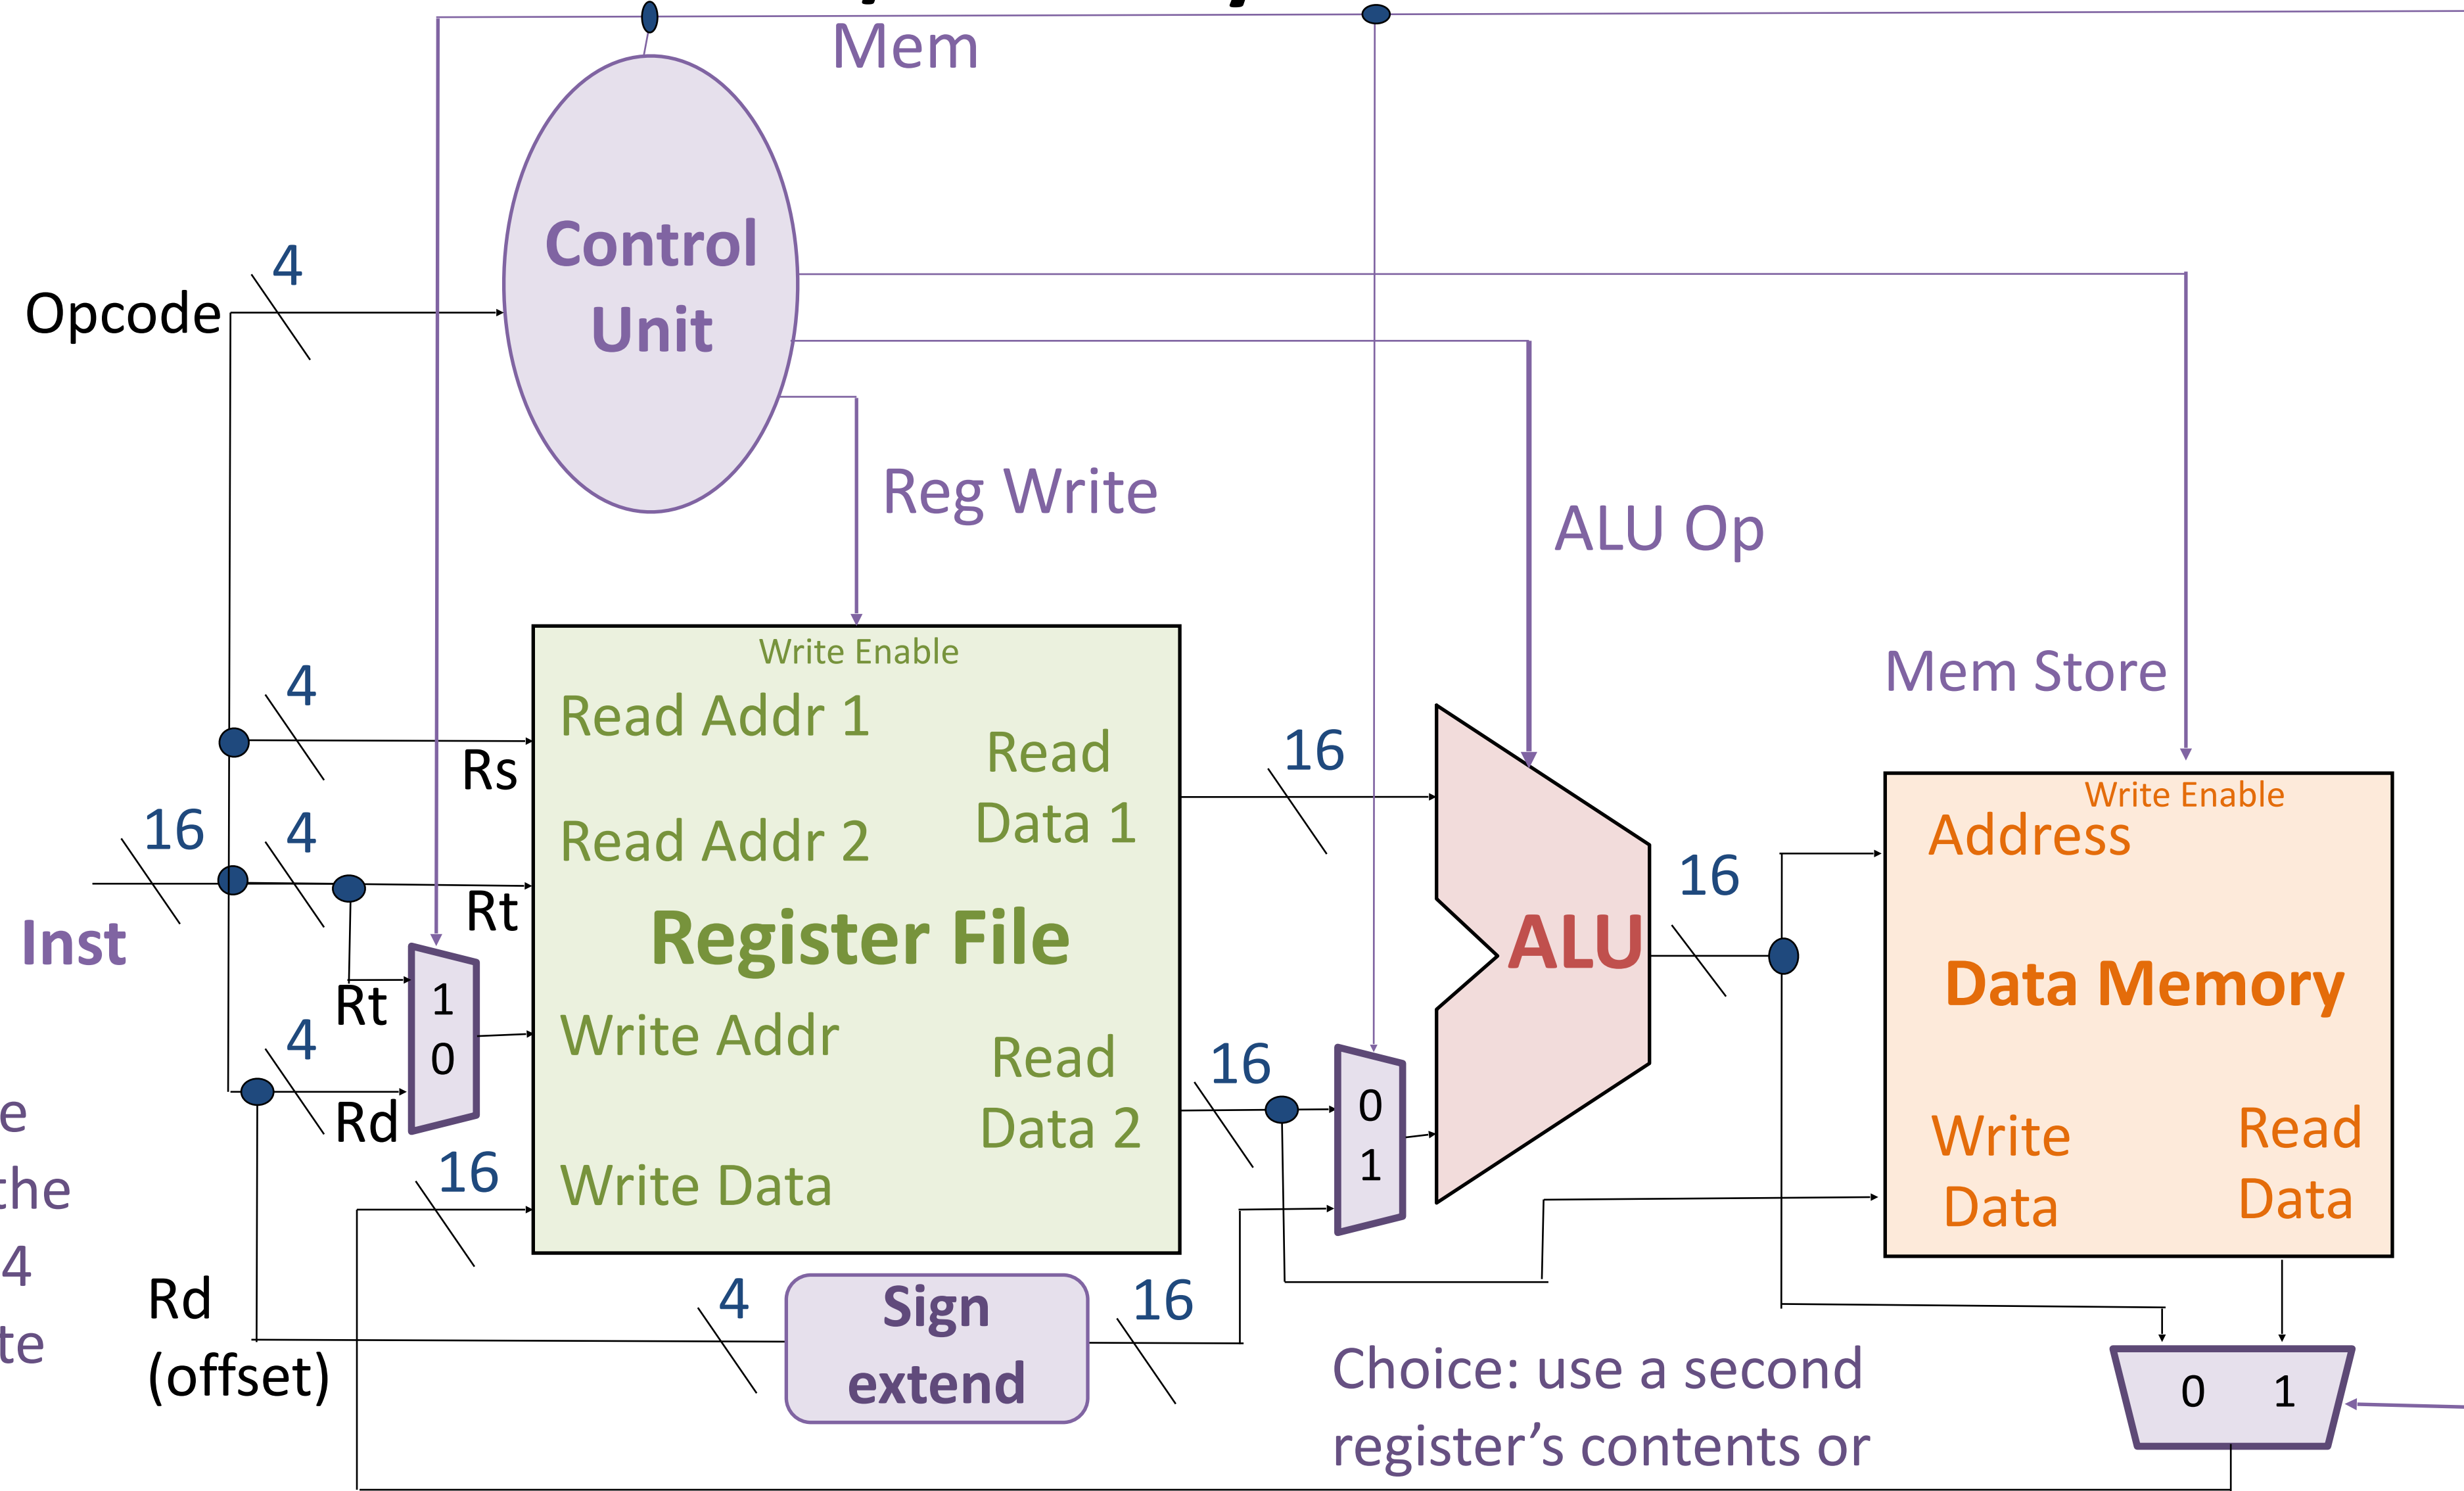 Mem
Control
Unit
4
Opcode
Reg Write
ALU Op
Mem Store
Write Enable
4
Read Addr 1
Rs
Read
Data 1
16
16
4
Read Addr 2
Rt
Inst
Register File
Rt
1
0
Write Addr
4
Rd
Read
Data 2
16
0
1
16
Write Data
ALU
16
Write Enable
Address
Data Memory
Write
Data
Read
Data
e
the
4
te
Rd
(offset)
4
Sign
extend
16
Choice: use a second
register’s contents or
0 1